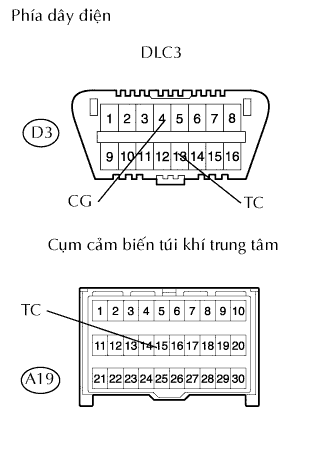 Phía dây điện
DLC3
1 2 3 4 5 6 7 8
D3
9 10 11 12 13 14 15 16
CG
TC
Cụm cảm biến túi khí trung tâm
1 2 3 4 5 6 7 8 9 10
TC
11 12 13 14 15 16 17 18 19 20
A19
21 22 23 24 25 26 27 28 29 30